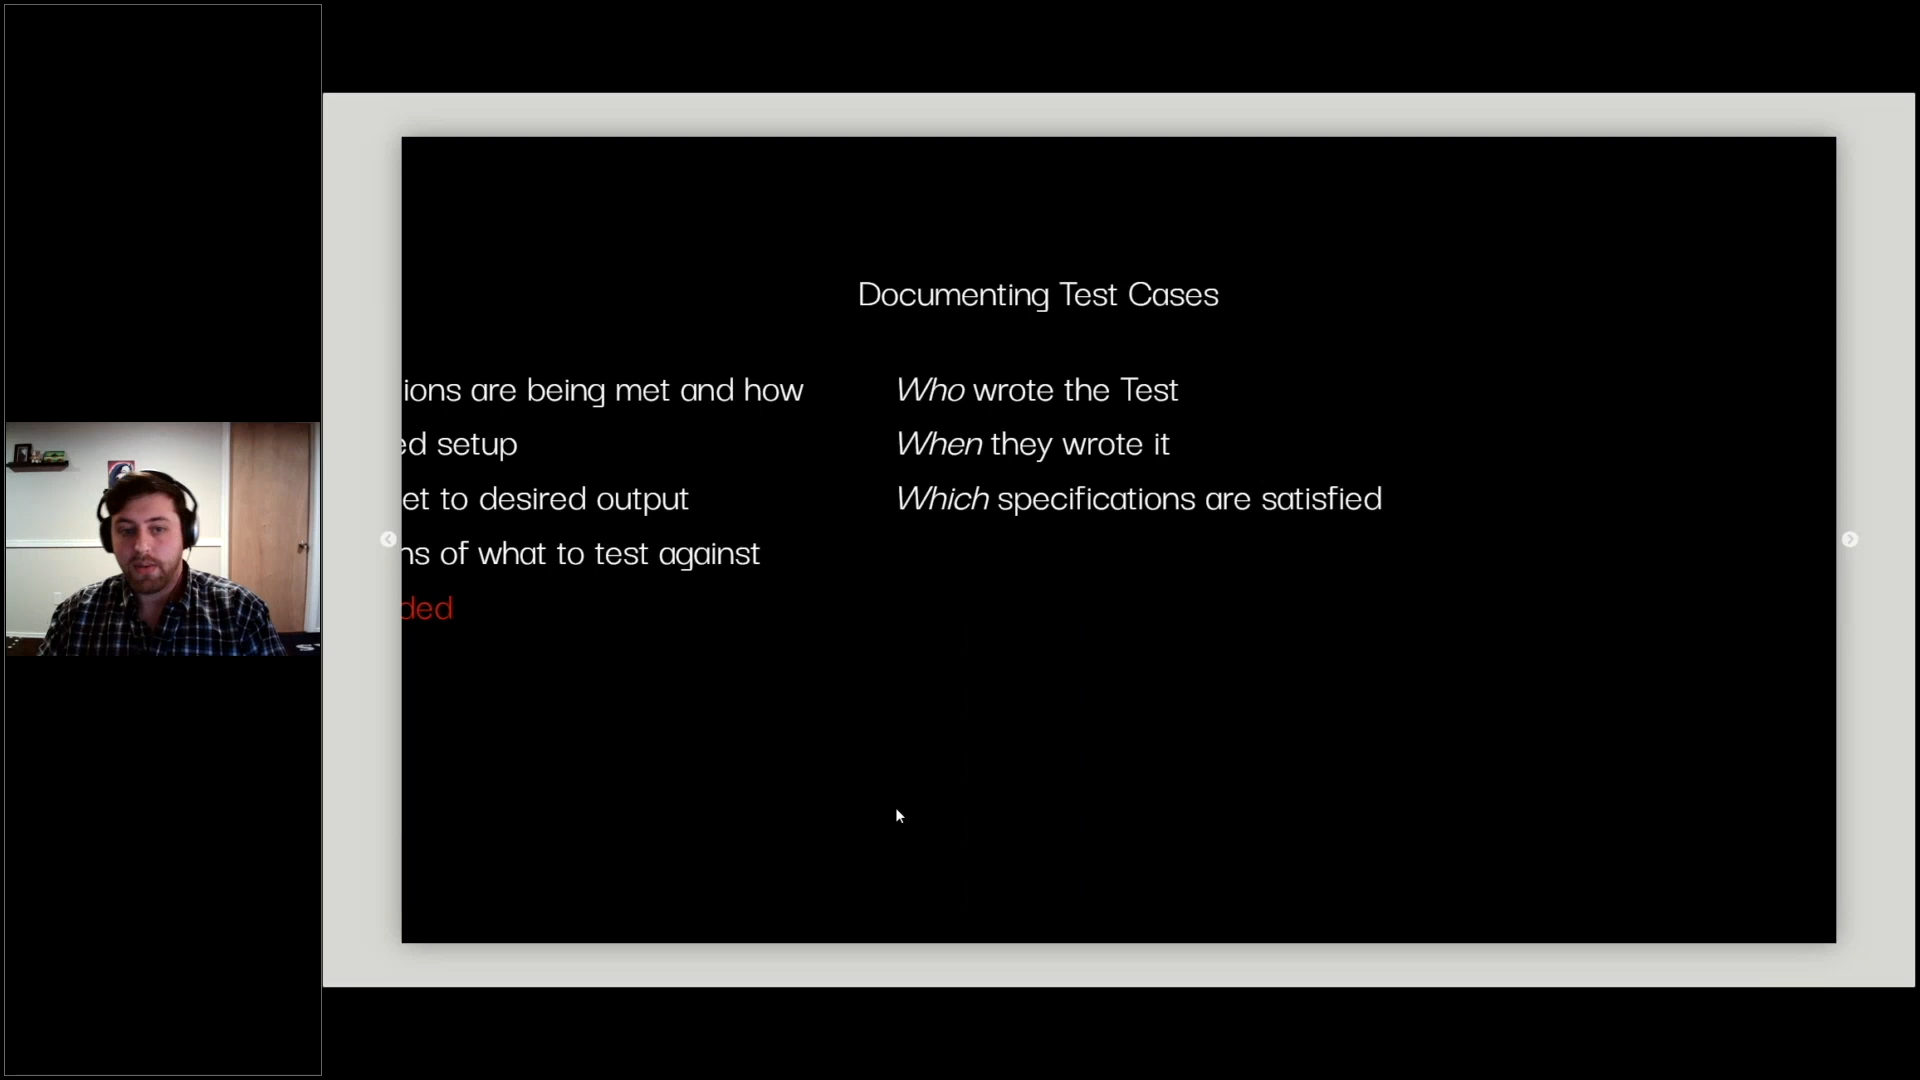 Documenting Test Cases
ions are being met and how
ed setup
et to desired output
ns of what to test against
ded
Who wrote the Test
When they wrote it
Which specifications are satisfied